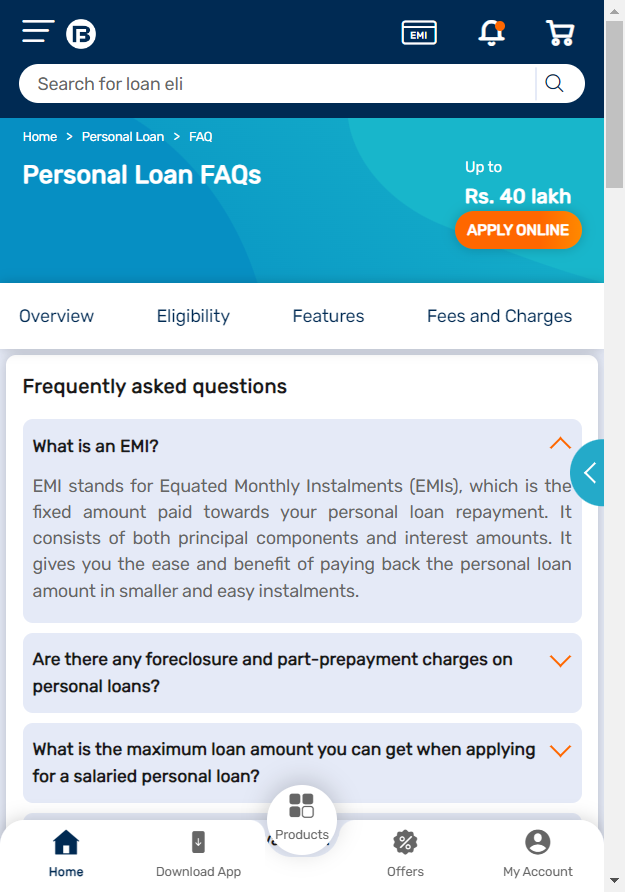 EMI
Search for loan eli
Home > Personal Loan > FAQ
Personal Loan FAQs
Up to
Rs. 40 lakh
APPLY ONLINE
Overview
Eligibility
Features
Fees and Charges
Frequently asked questions
What is an EMI?
EMI stands for Equated Monthly Instalments (EMIs), which is the
fixed amount paid towards your personal loan repayment. It
consists of both principal components and interest amounts. It
gives you the ease and benefit of paying back the personal loan
amount in smaller and easy instalments.
Are there any foreclosure and part-prepayment charges on
personal loans?
What is the maximum loan amount you can get when applying
for a salaried personal loan?
Home
Download App
Products
Offers
My Account